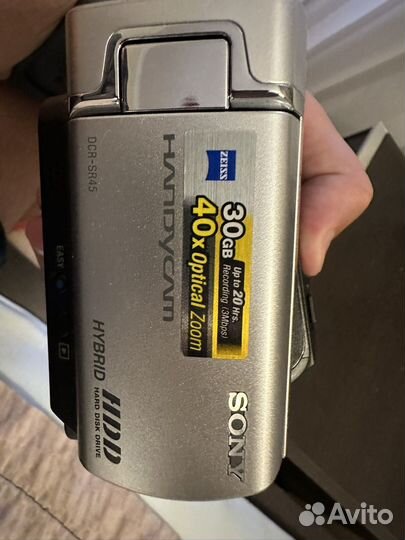 DCR-SR45
HANDYCAM
ZEISS
30GB
Up to 20 Hrs.
Recording (3Mbps)
40x Optical Zoom
EASY
HYBRID HDD
HARD DISK DRIVE
SONY
Avito